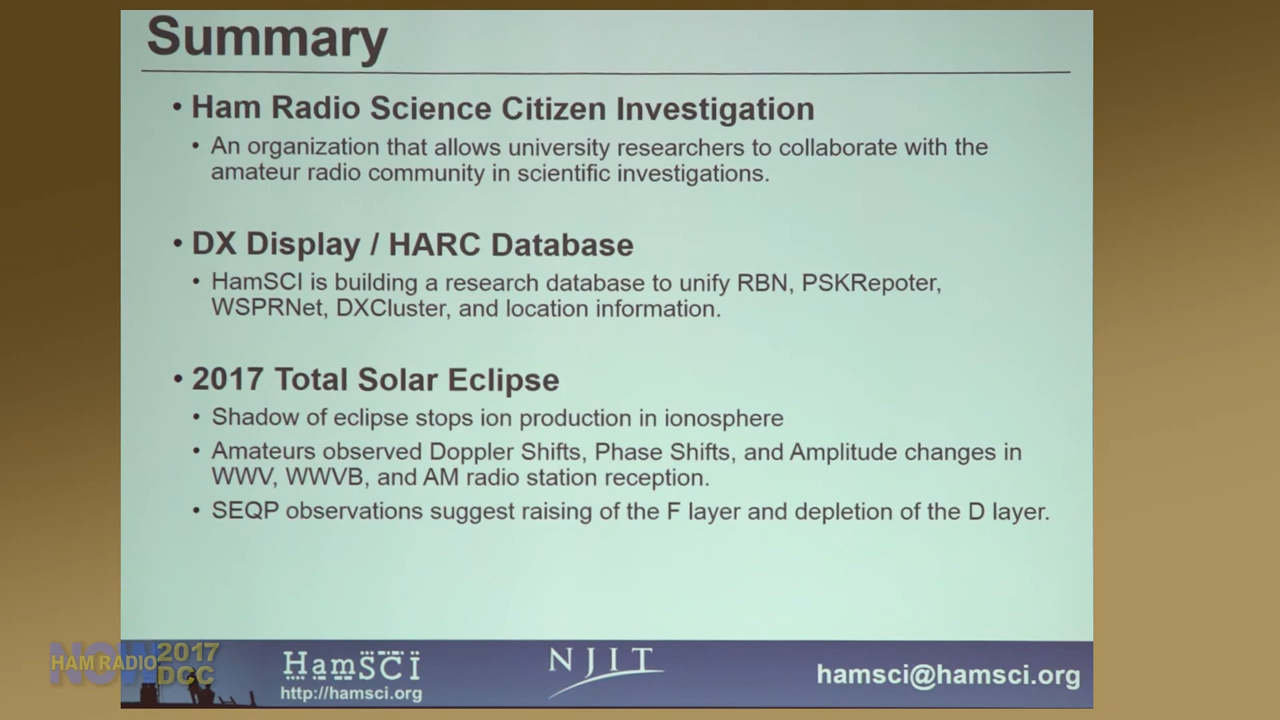 Summary
• Ham Radio Science Citizen Investigation
• An organization that allows university researchers to collaborate with the
amateur radio community in scientific investigations.
• DX Display / HARC Database
• HamSCI is building a research database to unify RBN, PSKRepoter,
WSPRNet, DXCluster, and location information.
• 2017 Total Solar Eclipse
• Shadow of eclipse stops ion production in ionosphere
• Amateurs observed Doppler Shifts, Phase Shifts, and Amplitude changes in
WWV, WWVB, and AM radio station reception.
• SEQP observations suggest raising of the F layer and depletion of the D layer.
NOW
HAM RADIO 2017
DCC
HamSCI
http://hamsci.org
NJIT
hamsci@hamsci.org